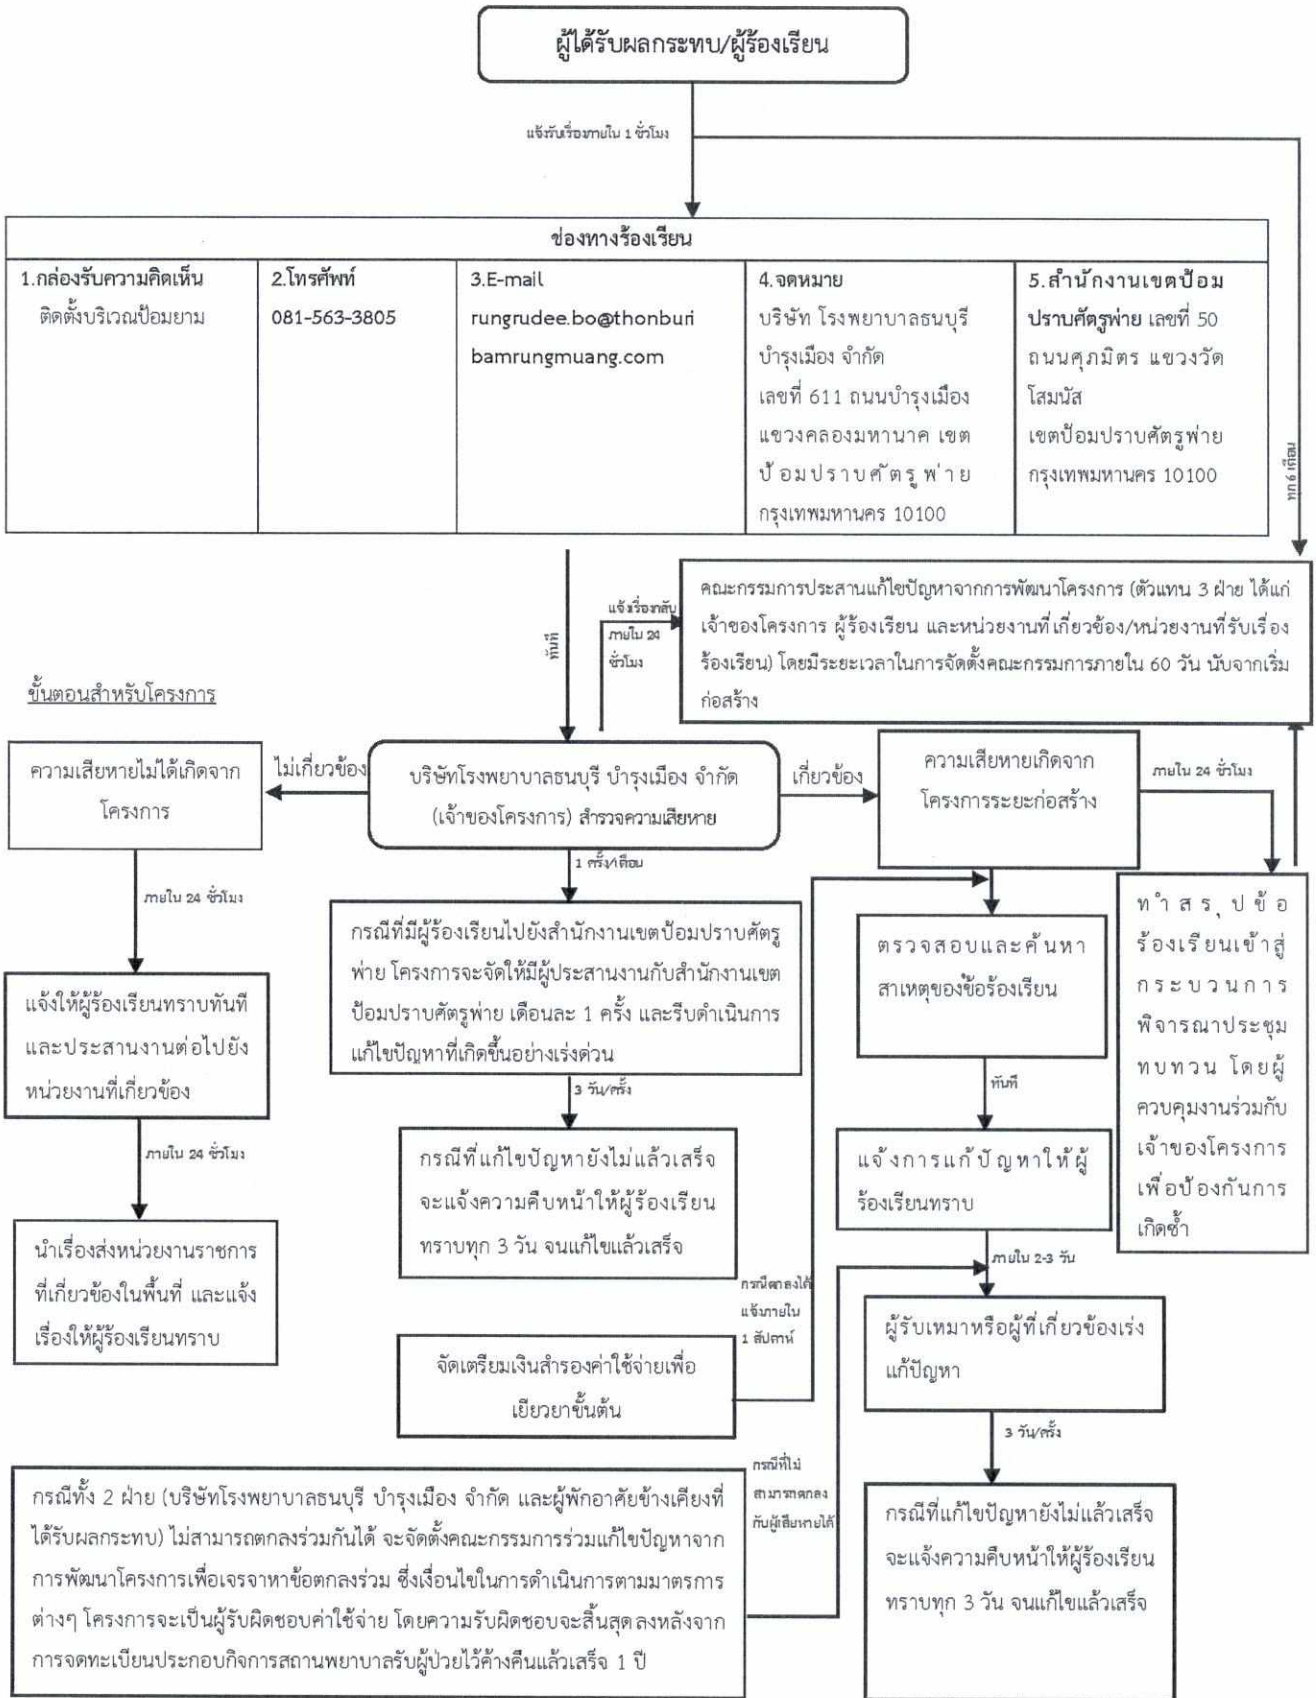 ผู้ได้รับผลกระทบ/ผู้ร้องเรียน
แจ้งรับเรื่องภายใน 1 ชั่วโมง
ช่องทางร้องเรียน
1.กล่องรับความคิดเห็น
ติดตั้งบริเวณป้อมยาม
2.โทรศัพท์
081-563-3805
3.E-mail
rungrudee.bo@thonburi
bamrungmuang.com
4.จดหมาย
บริษัท โรงพยาบาลธนบุรี
บำรุงเมือง จำกัด
เลขที่ 611 ถนนบำรุงเมือง
แขวงคลองมหานาค เขต
ป้อมปราบศัตรูพ่าย
กรุงเทพมหานคร 10100
5.สำนักงานเขตป้อม
ปราบศัตรูพ่าย เลขที่ 50
ถนนศุภมิตร แขวงวัด
โสมนัส
เขตป้อมปราบศัตรูพ่าย
กรุงเทพมหานคร 10100
ทุก 6 เดือน
ทันที
แจ้งเรื่องกลับ
ภายใน 24
ชั่วโมง
คณะกรรมการประสานแก้ไขปัญหาจากการพัฒนาโครงการ (ตัวแทน 3 ฝ่าย ได้แก่
เจ้าของโครงการ ผู้ร้องเรียน และหน่วยงานที่เกี่ยวข้อง/หน่วยงานที่รับเรื่อง
ร้องเรียน) โดยมีระยะเวลาในการจัดตั้งคณะกรรมการภายใน 60 วัน นับจากเริ่ม
ก่อสร้าง
ขั้นตอนสำหรับโครงการ
ความเสียหายไม่ได้เกิดจาก
โครงการ
ไม่เกี่ยวข้อง
บริษัทโรงพยาบาลธนบุรี บำรุงเมือง จำกัด
(เจ้าของโครงการ) สำรวจความเสียหาย
เกี่ยวข้อง
ความเสียหายเกิดจาก
โครงการระยะก่อสร้าง
ภายใน 24 ชั่วโมง
1 ครั้ง/เดือน
ภายใน 24 ชั่วโมง
กรณีที่มีผู้ร้องเรียนไปยังสำนักงานเขตป้อมปราบศัตรู
พ่าย โครงการจะจัดให้มีผู้ประสานงานกับสำนักงานเขต
ป้อมปราบศัตรูพ่าย เดือนละ 1 ครั้ง และรีบดำเนินการ
แก้ไขปัญหาที่เกิดขึ้นอย่างเร่งด่วน
ตรวจสอบและค้นหา
สาเหตุของข้อร้องเรียน
ทำสรุปข้อ
ร้องเรียนเข้าสู่
กระบวนการ
พิจารณาประชุม
ทบทวน โดยผู้
ควบคุมงานร่วมกับ
เจ้าของโครงการ
เพื่อป้องกันการ
เกิดซ้ำ
แจ้งให้ผู้ร้องเรียนทราบทันที
และประสานงานต่อไปยัง
หน่วยงานที่เกี่ยวข้อง
3 วัน/ครั้ง
ทันที
ภายใน 24 ชั่วโมง
กรณีที่แก้ไขปัญหายังไม่แล้วเสร็จ
จะแจ้งความคืบหน้าให้ผู้ร้องเรียน
ทราบทุก 3 วัน จนแก้ไขแล้วเสร็จ
แจ้งการแก้ปัญหาให้ผู้
ร้องเรียนทราบ
นำเรื่องส่งหน่วยงานราชการ
ที่เกี่ยวข้องในพื้นที่ และแจ้ง
เรื่องให้ผู้ร้องเรียนทราบ
ภายใน 2-3 วัน
กรณีตกลงได้
แจ้งภายใน
1 สัปดาห์
จัดเตรียมเงินสำรองค่าใช้จ่ายเพื่อ
เยียวยาขั้นต้น
ผู้รับเหมาหรือผู้ที่เกี่ยวข้องเร่ง
แก้ปัญหา
3 วัน/ครั้ง
กรณีทั้ง 2 ฝ่าย (บริษัทโรงพยาบาลธนบุรี บำรุงเมือง จำกัด และผู้พักอาศัยข้างเคียงที่
ได้รับผลกระทบ) ไม่สามารถตกลงร่วมกันได้ จะจัดตั้งคณะกรรมการร่วมแก้ไขปัญหาจาก
การพัฒนาโครงการเพื่อเจรจาหาข้อตกลงร่วม ซึ่งเงื่อนไขในการดำเนินการตามมาตรการ
ต่างๆ โครงการจะเป็นผู้รับผิดชอบค่าใช้จ่าย โดยความรับผิดชอบจะสิ้นสุดลงหลังจาก
การจดทะเบียนประกอบกิจการสถานพยาบาลรับผู้ป่วยไว้ค้างคืนแล้วเสร็จ 1 ปี
กรณีที่ไม่
สามารถตกลง
กับผู้เสียหายได้
กรณีที่แก้ไขปัญหายังไม่แล้วเสร็จ
จะแจ้งความคืบหน้าให้ผู้ร้องเรียน
ทราบทุก 3 วัน จนแก้ไขแล้วเสร็จ